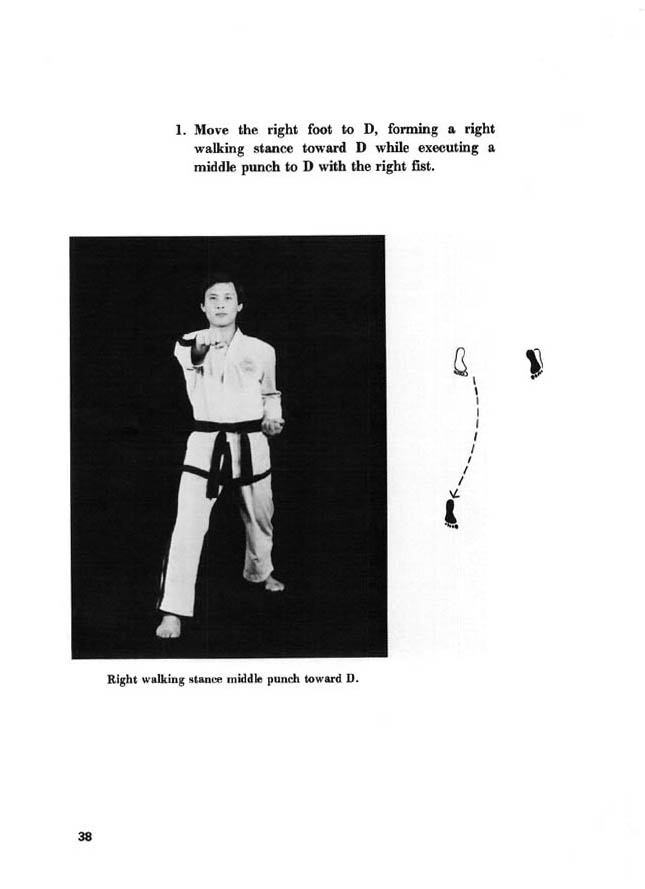 1. Move the right foot to D, forming a right
walking stance toward D while executing a
middle punch to D with the right fist.
Right walking stance middle punch toward D.
38